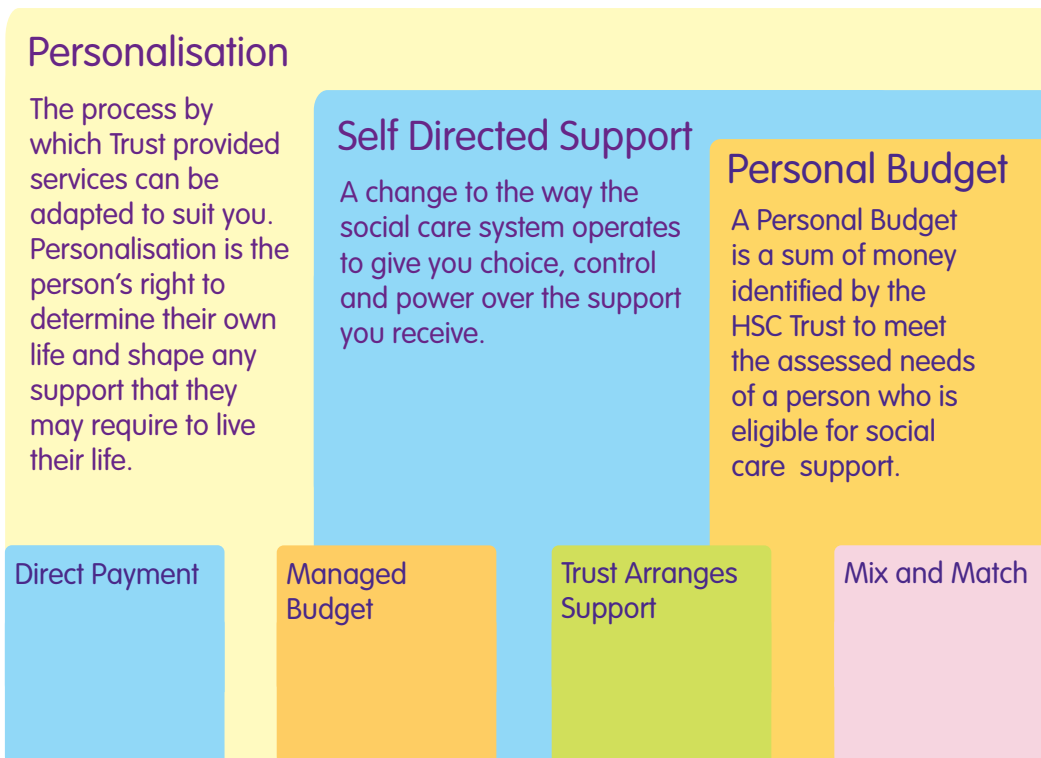 Personalisation
The process by
which Trust provided
services can be
adapted to suit you.
Personalisation is the
person's right to
determine their own
life and shape any
support that they
may require to live
their life.
Self Directed Support
A change to the way the
social care system operates
to give you choice, control
and power over the support
you receive.
Personal Budget
A Personal Budget
is a sum of money
identified by the
HSC Trust to meet
the assessed needs
of a person who is
eligible for social
care  support.
Direct Payment
Managed
Budget
Trust Arranges
Support
Mix and Match